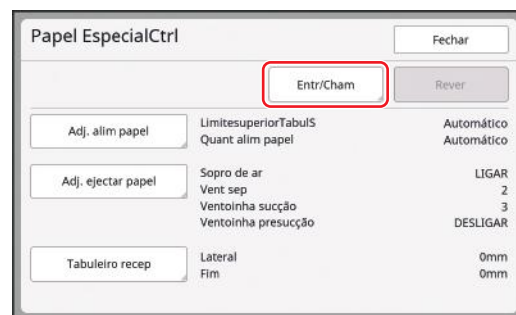 Papel EspecialCtrl
Fechar
Entr/Cham
Rever
Adj. alim papel
LimitesuperiorTabulS Automático
Quant alim papel Automático
Adj. ejectar papel
Sopro de ar LIGAR
Vent sep 2
Ventoinha sucção 3
Ventoinha presucção DESLIGAR
Tabuleiro recep
Lateral 0mm
Fim 0mm